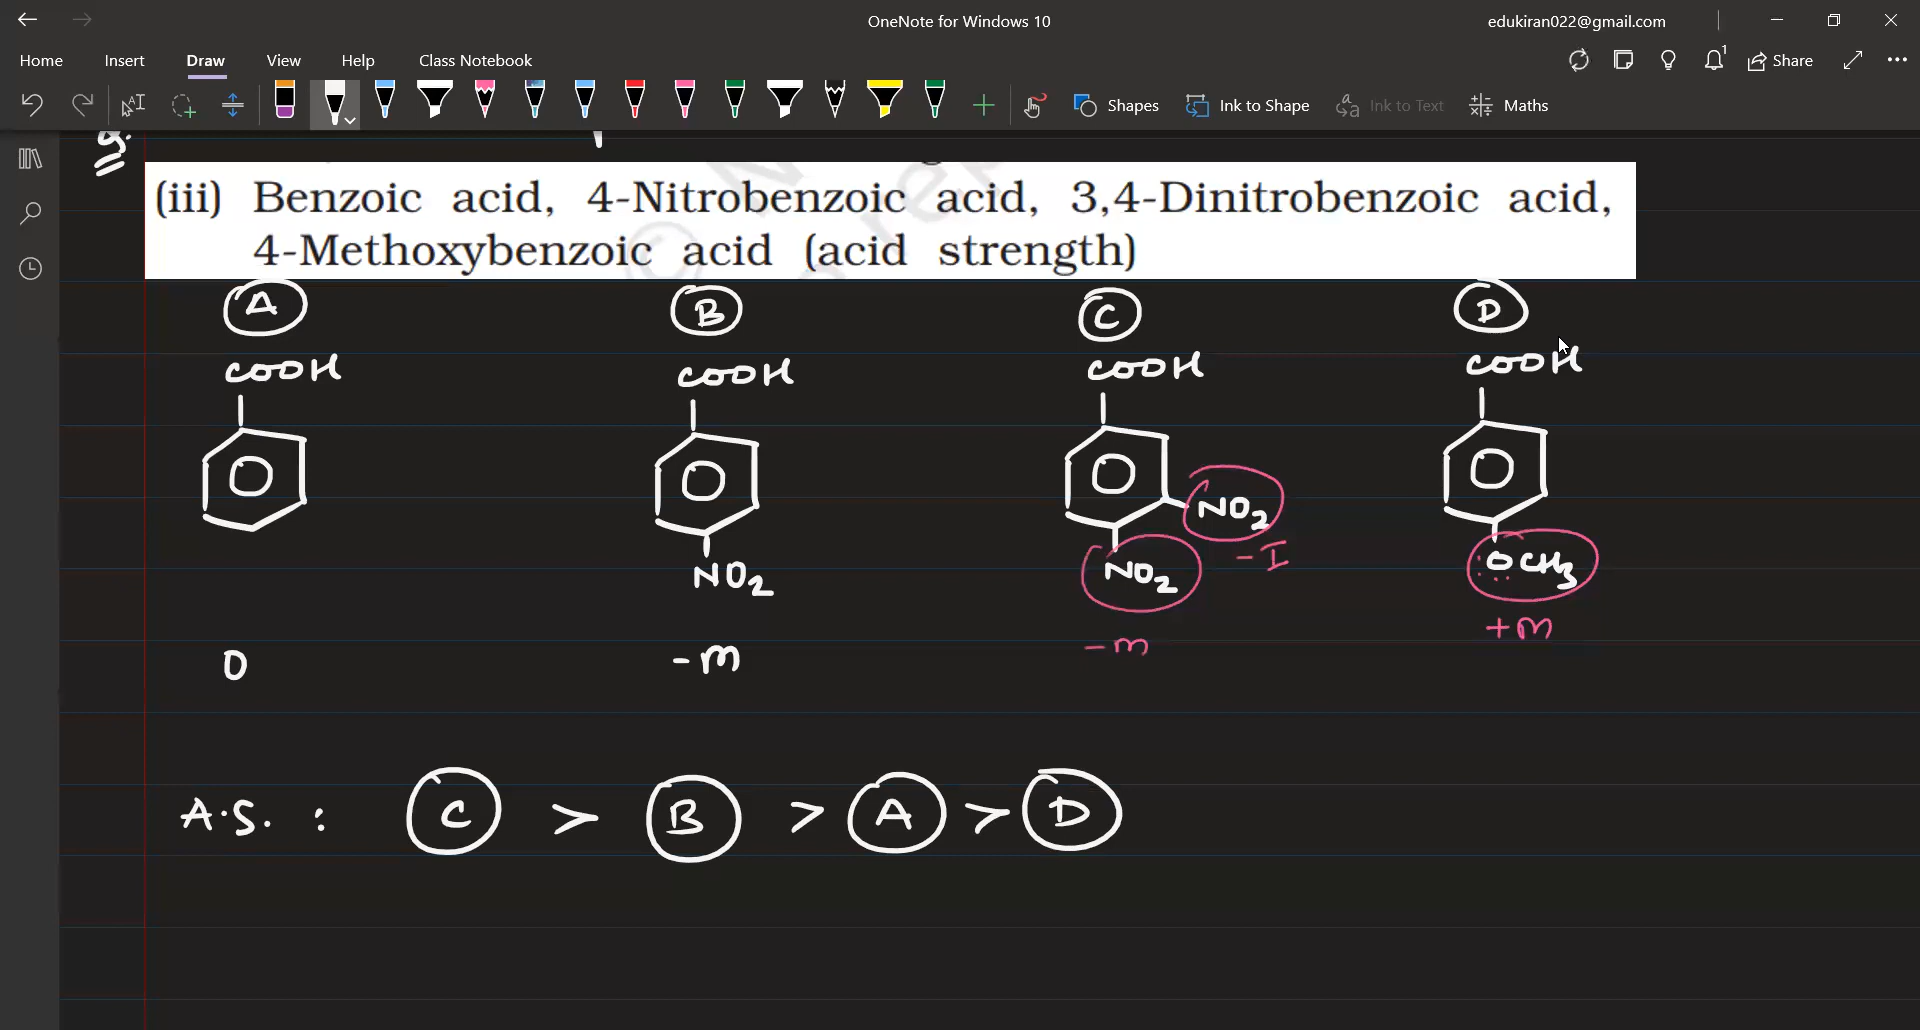 OneNote for Windows 10
edukiran022@gmail.com
Home Insert Draw View Help Class Notebook
1
Share
Shapes Ink to Shape Ink to Text Maths
(iii) Benzoic acid, 4-Nitrobenzoic acid, 3,4-Dinitrobenzoic acid,
4-Methoxybenzoic acid (acid strength)
A B C D
COOH COOH COOH COOH
NO2
-I
NO2 NO2 OCH3
+m
0 -m -m
A.S. : C > B > A > D